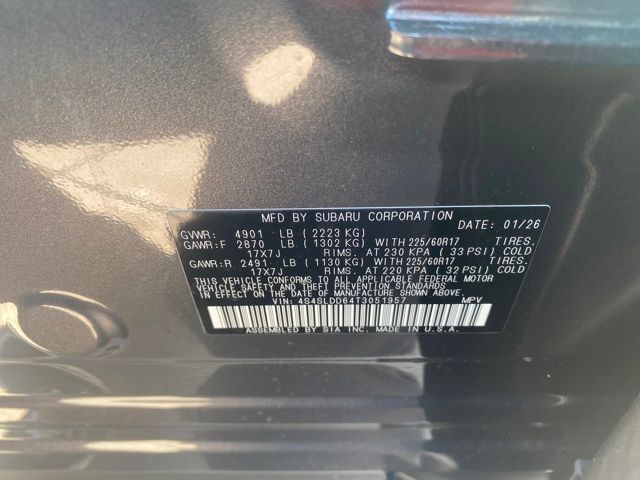 MFD BY SUBARU CORPORATION DATE: 01/26
GVWR: 4901 LB (2223 KG)
GAWR:F 2870 LB (1302 KG) WITH 225/60R17 TIRES,
17X7J RIMS, AT 230 KPA (33 PSI) COLD
GAWR:R 2491 LB (1130 KG) WITH 225/60R17 TIRES,
17X7J RIMS, AT 220 KPA (32 PSI) COLD
THIS VEHICLE CONFORMS TO ALL APPLICABLE FEDERAL MOTOR
VEHICLE SAFETY, BUMPER, AND THEFT PREVENTION STANDARDS IN
EFFECT ON THE DATE OF MANUFACTURE SHOWN ABOVE.
VIN: 4S4SLDD64T3051957 MPV
ASSEMBLED BY SIA INC. MADE IN U.S.A.